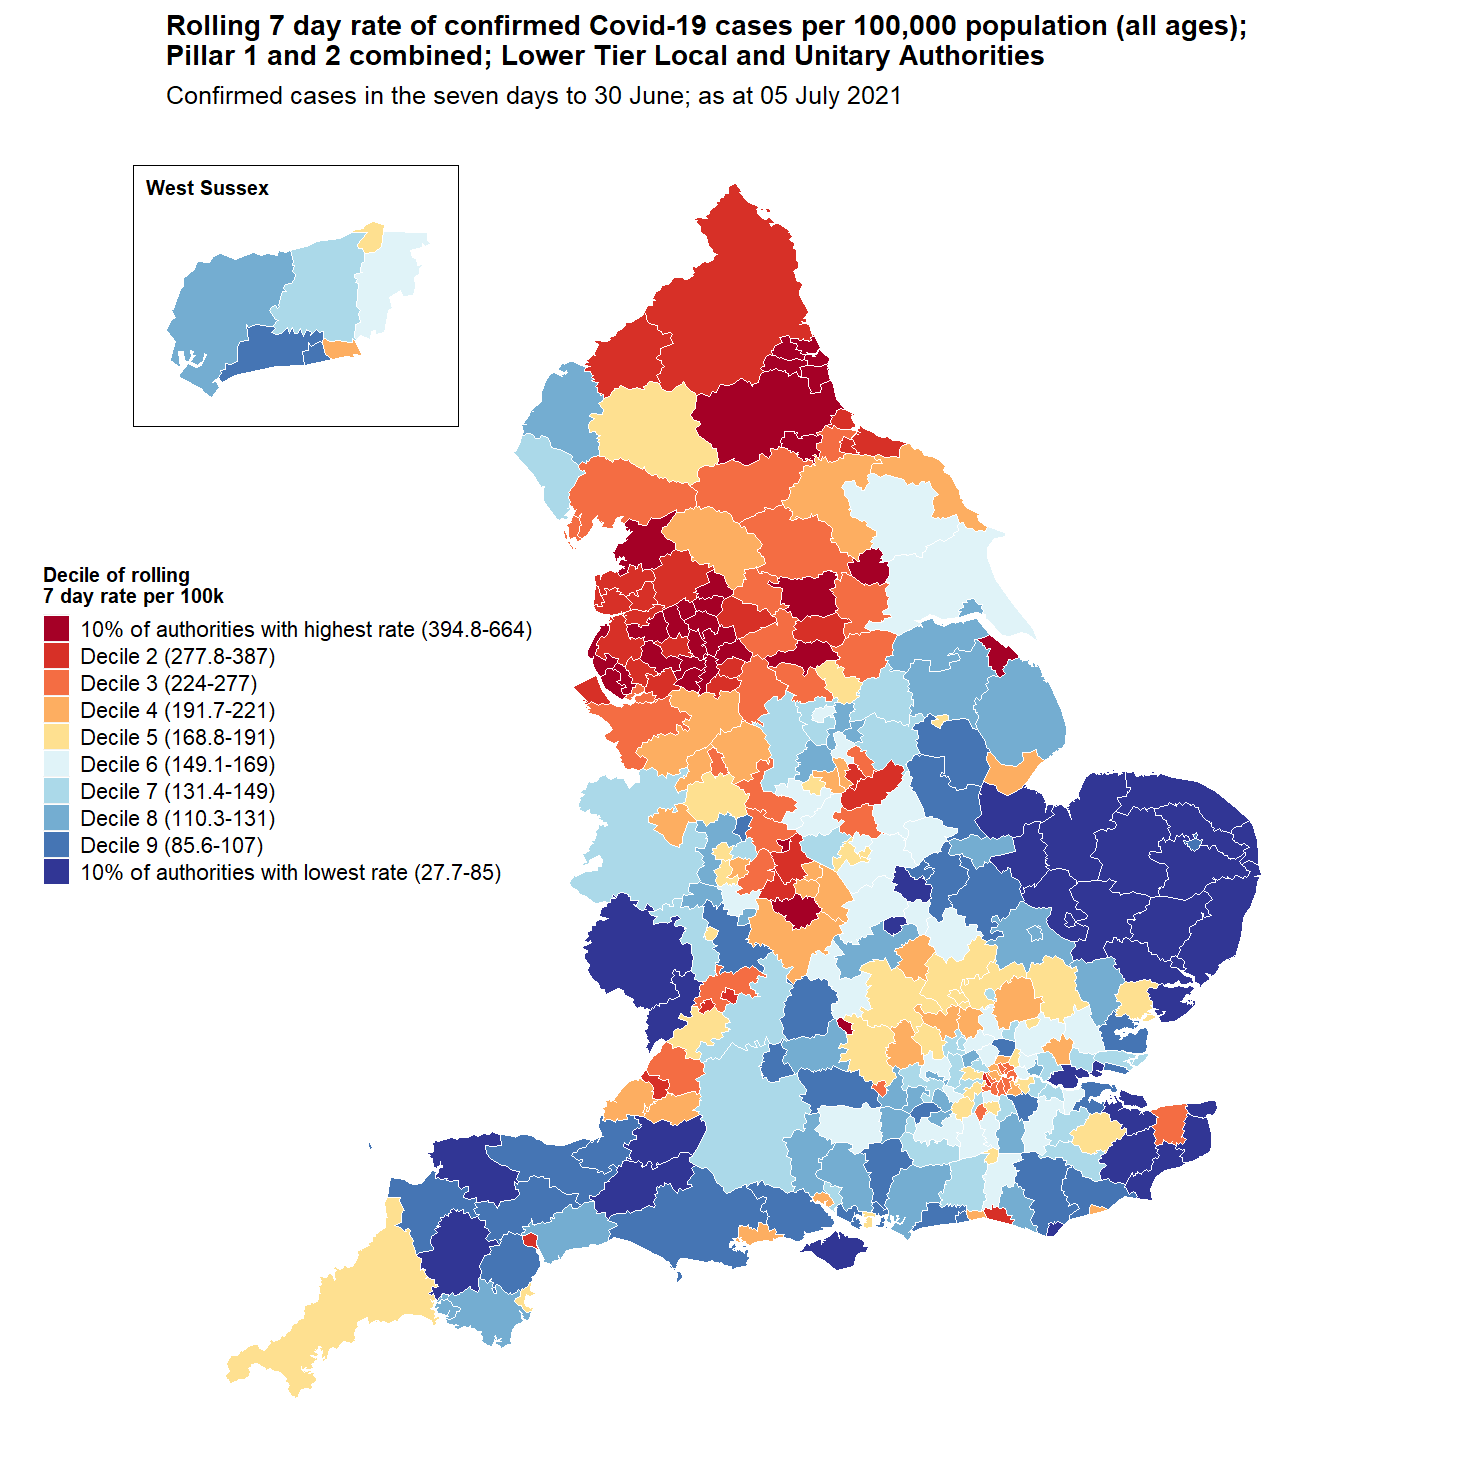 Rolling 7 day rate of confirmed Covid-19 cases per 100,000 population (all ages);
Pillar 1 and 2 combined; Lower Tier Local and Unitary Authorities
Confirmed cases in the seven days to 30 June; as at 05 July 2021
West Sussex
Decile of rolling
7 day rate per 100k
10% of authorities with highest rate (394.8-664)
Decile 2 (277.8-387)
Decile 3 (224-277)
Decile 4 (191.7-221)
Decile 5 (168.8-191)
Decile 6 (149.1-169)
Decile 7 (131.4-149)
Decile 8 (110.3-131)
Decile 9 (85.6-107)
10% of authorities with lowest rate (27.7-85)